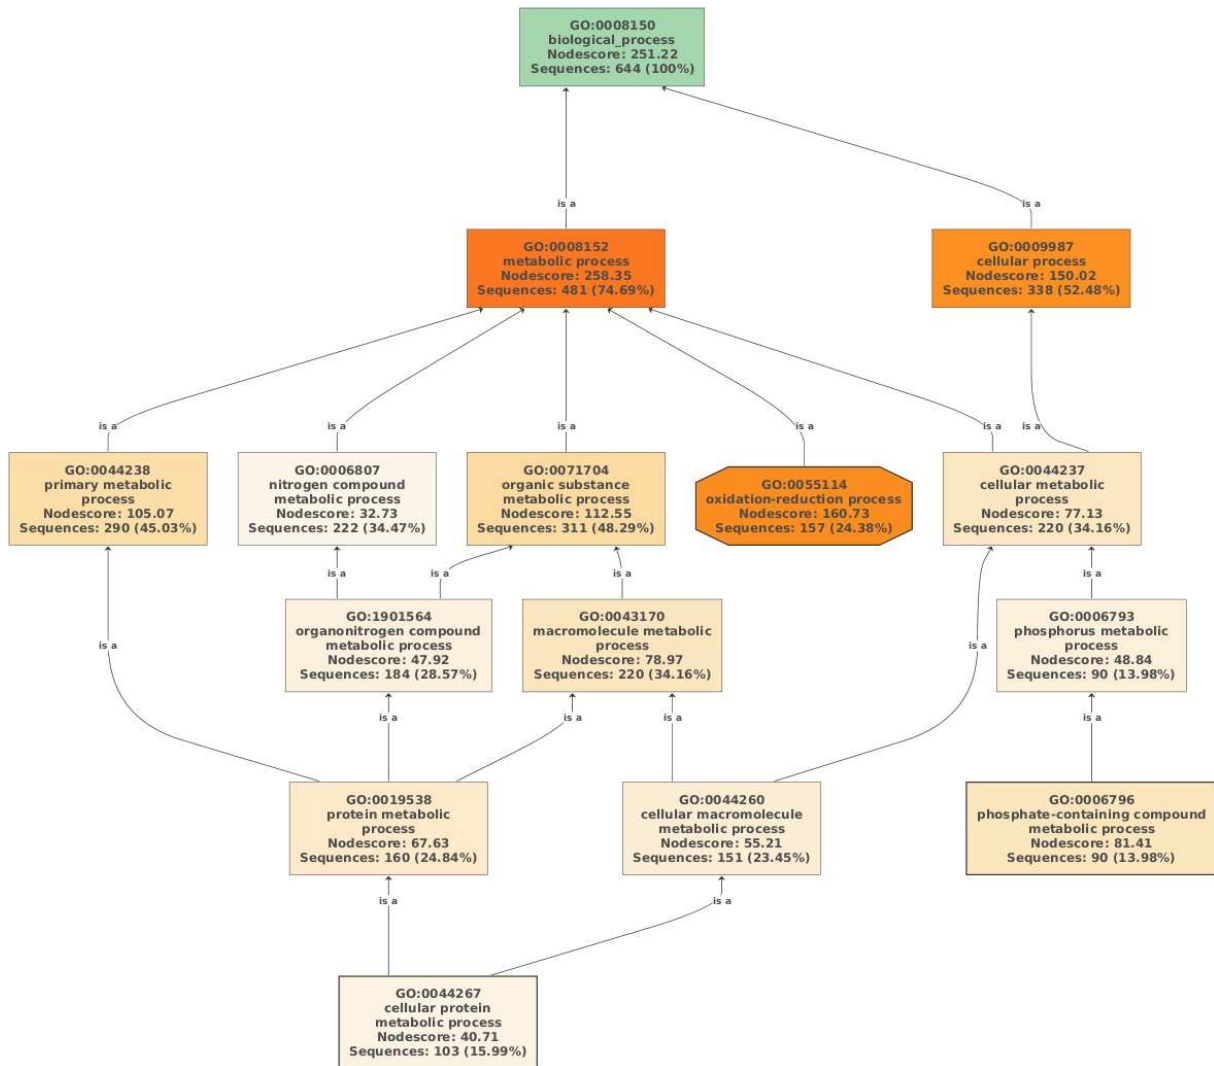 GO:0008150
biological_process
Nodescore: 251.22
Sequences: 644 (100%)
is a
is a
GO:0008152
metabolic process
Nodescore: 258.35
Sequences: 481 (74.69%)
GO:0009987
cellular process
Nodescore: 150.02
Sequences: 338 (52.48%)
is a
is a
is a
is a
is a
is a
GO:0044238
primary metabolic
process
Nodescore: 105.07
Sequences: 290 (45.03%)
GO:0006807
nitrogen compound
metabolic process
Nodescore: 32.73
Sequences: 222 (34.47%)
GO:0071704
organic substance
metabolic process
Nodescore: 112.55
Sequences: 311 (48.29%)
GO:0055114
oxidation-reduction process
Nodescore: 160.73
Sequences: 157 (24.38%)
GO:0044237
cellular metabolic
process
Nodescore: 77.13
Sequences: 220 (34.16%)
is a
is a
is a
is a
GO:1901564
organonitrogen compound
metabolic process
Nodescore: 47.92
Sequences: 184 (28.57%)
GO:0043170
macromolecule metabolic
process
Nodescore: 78.97
Sequences: 220 (34.16%)
GO:0006793
phosphorus metabolic
process
Nodescore: 48.84
Sequences: 90 (13.98%)
is a
is a
is a
is a
is a
is a
is a
GO:0019538
protein metabolic
process
Nodescore: 67.63
Sequences: 160 (24.84%)
GO:0044260
cellular macromolecule
metabolic process
Nodescore: 55.21
Sequences: 151 (23.45%)
GO:0006796
phosphate-containing compound
metabolic process
Nodescore: 81.41
Sequences: 90 (13.98%)
is a
is a
GO:0044267
cellular protein
metabolic process
Nodescore: 40.71
Sequences: 103 (15.99%)